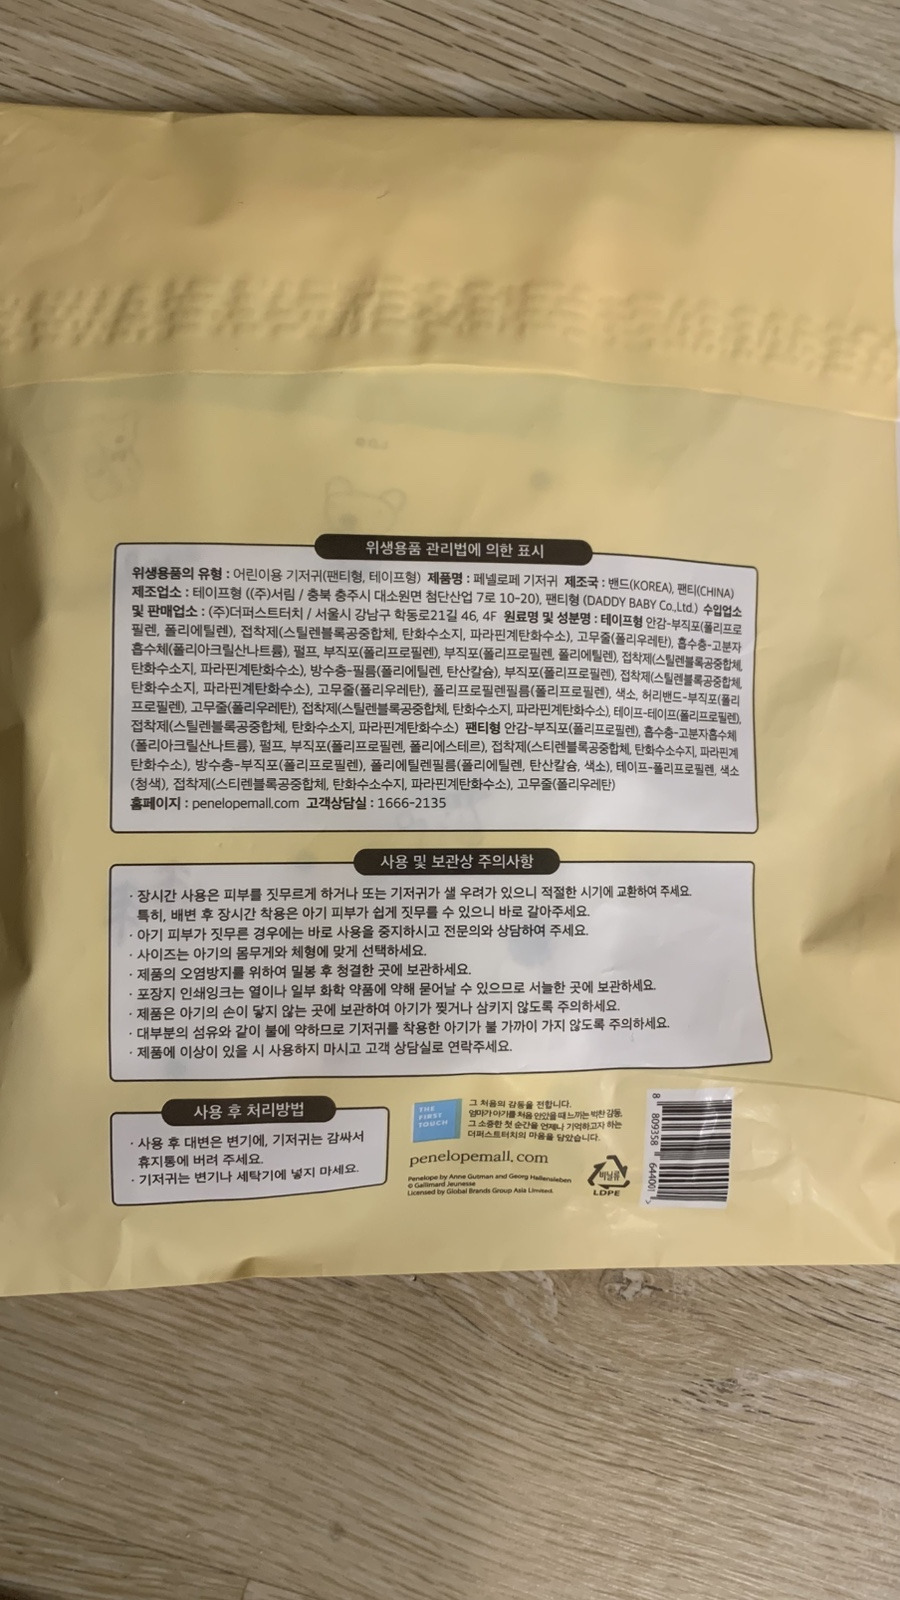 위생용품 관리법에 의한 표시
위생용품의 유형 : 어린이용 기저귀(팬티형, 테이프형) 제품명 : 페넬로페 기저귀 제조국 : 밴드(KOREA), 팬티(CHINA)
제조업소 : 테이프형 ((주)서림 / 충북 충주시 대소원면 첨단산업 7로 10-20), 팬티형 (DADDY BABY Co.,Ltd.) 수입업소
및 판매업소 : (주)더퍼스트터치 / 서울시 강남구 학동로21길 46, 4F 원료명 및 성분명 : 테이프형 안감-부직포(폴리프로
필렌, 폴리에틸렌), 접착제(스틸렌블록공중합체, 탄화수소지, 파라핀계탄화수소), 고무줄(폴리우레탄), 흡수층-고분자
흡수체(폴리아크릴산나트륨), 펄프, 부직포(폴리프로필렌), 부직포(폴리프로필렌, 폴리에틸렌), 접착제(스틸렌블록공중합체,
탄화수소지, 파라핀계탄화수소), 방수층-필름(폴리에틸렌, 탄산칼슘), 부직포(폴리프로필렌), 접착제(스틸렌블록공중합체,
탄화수소지, 파라핀계탄화수소), 고무줄(폴리우레탄), 폴리프로필렌필름(폴리프로필렌), 색소, 허리밴드-부직포(폴리
프로필렌), 고무줄(폴리우레탄), 접착제(스틸렌블록공중합체, 탄화수소지, 파라핀계탄화수소), 테이프-테이프(폴리프로필렌),
접착제(스틸렌블록공중합체, 탄화수소지, 파라핀계탄화수소) 팬티형 안감-부직포(폴리프로필렌), 흡수층-고분자흡수체
(폴리아크릴산나트륨), 펄프, 부직포(폴리프로필렌, 폴리에스테르), 접착제(스티렌블록공중합체, 탄화수소수지, 파라핀계
탄화수소), 방수층-부직포(폴리프로필렌), 폴리에틸렌필름(폴리에틸렌, 탄산칼슘, 색소), 테이프-폴리프로필렌, 색소
(청색), 접착제(스티렌블록공중합체, 탄화수소수지, 파라핀계탄화수소), 고무줄(폴리우레탄)
홈페이지 : penelopemall.com 고객상담실 : 1666-2135
사용 및 보관상 주의사항
· 장시간 사용은 피부를 짓무르게 하거나 또는 기저귀가 샐 우려가 있으니 적절한 시기에 교환하여 주세요.
특히, 배변 후 장시간 착용은 아기 피부가 쉽게 짓무를 수 있으니 바로 갈아주세요.
· 아기 피부가 짓무른 경우에는 바로 사용을 중지하시고 전문의와 상담하여 주세요.
· 사이즈는 아기의 몸무게와 체형에 맞게 선택하세요.
· 제품의 오염방지를 위하여 밀봉 후 청결한 곳에 보관하세요.
· 포장지 인쇄잉크는 열이나 일부 화학 약품에 약해 묻어날 수 있으므로 서늘한 곳에 보관하세요.
· 제품은 아기의 손이 닿지 않는 곳에 보관하여 아기가 찢거나 삼키지 않도록 주의하세요.
· 대부분의 섬유와 같이 불에 약하므로 기저귀를 착용한 아기가 불 가까이 가지 않도록 주의하세요.
· 제품에 이상이 있을 시 사용하지 마시고 고객 상담실로 연락주세요.
사용 후 처리방법
· 사용 후 대변은 변기에, 기저귀는 감싸서
휴지통에 버려 주세요.
· 기저귀는 변기나 세탁기에 넣지 마세요.
THE
FIRST
TOUCH
그 처음의 감동을 전합니다.
엄마가 아기를 처음 안았을 때 느끼는 벅찬 감동,
그 소중한 첫 순간을 언제나 기억하고자 하는
더퍼스트터치의 마음을 담았습니다.
penelopemall.com
Penelope by Anne Gutman and Georg Hallensleben
© Gallimard Jeunesse
Licensed by Global Brands Group Asia Limited.
비닐류
LDPE
8 809358 644001 >